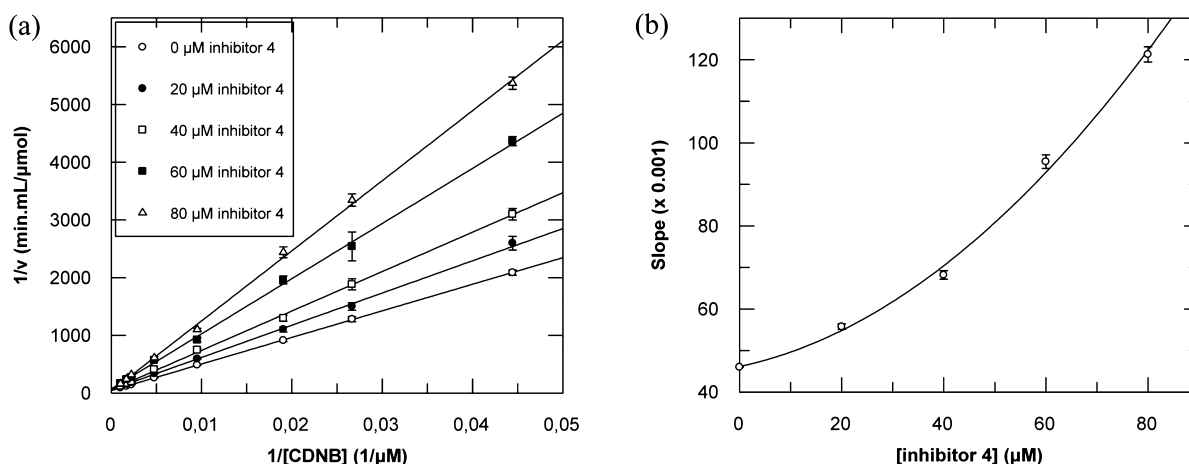 (a)
6000
5000
4000
3000
2000
1000
0
1/v (min.mL/µmol)
0 µM inhibitor 4
20 µM inhibitor 4
40 µM inhibitor 4
60 µM inhibitor 4
80 µM inhibitor 4
0
0,01
0,02
0,03
0,04
0,05
1/[CDNB] (1/µM)
(b)
120
100
80
60
40
Slope (x 0.001)
0
20
40
60
80
[inhibitor 4] (µM)